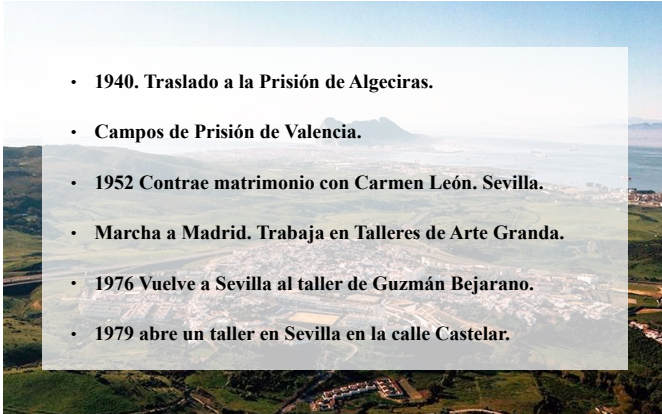 • 1940. Traslado a la Prisión de Algeciras.
• Campos de Prisión de Valencia.
• 1952 Contrae matrimonio con Carmen León. Sevilla.
• Marcha a Madrid. Trabaja en Talleres de Arte Granda.
• 1976 Vuelve a Sevilla al taller de Guzmán Bejarano.
• 1979 abre un taller en Sevilla en la calle Castelar.